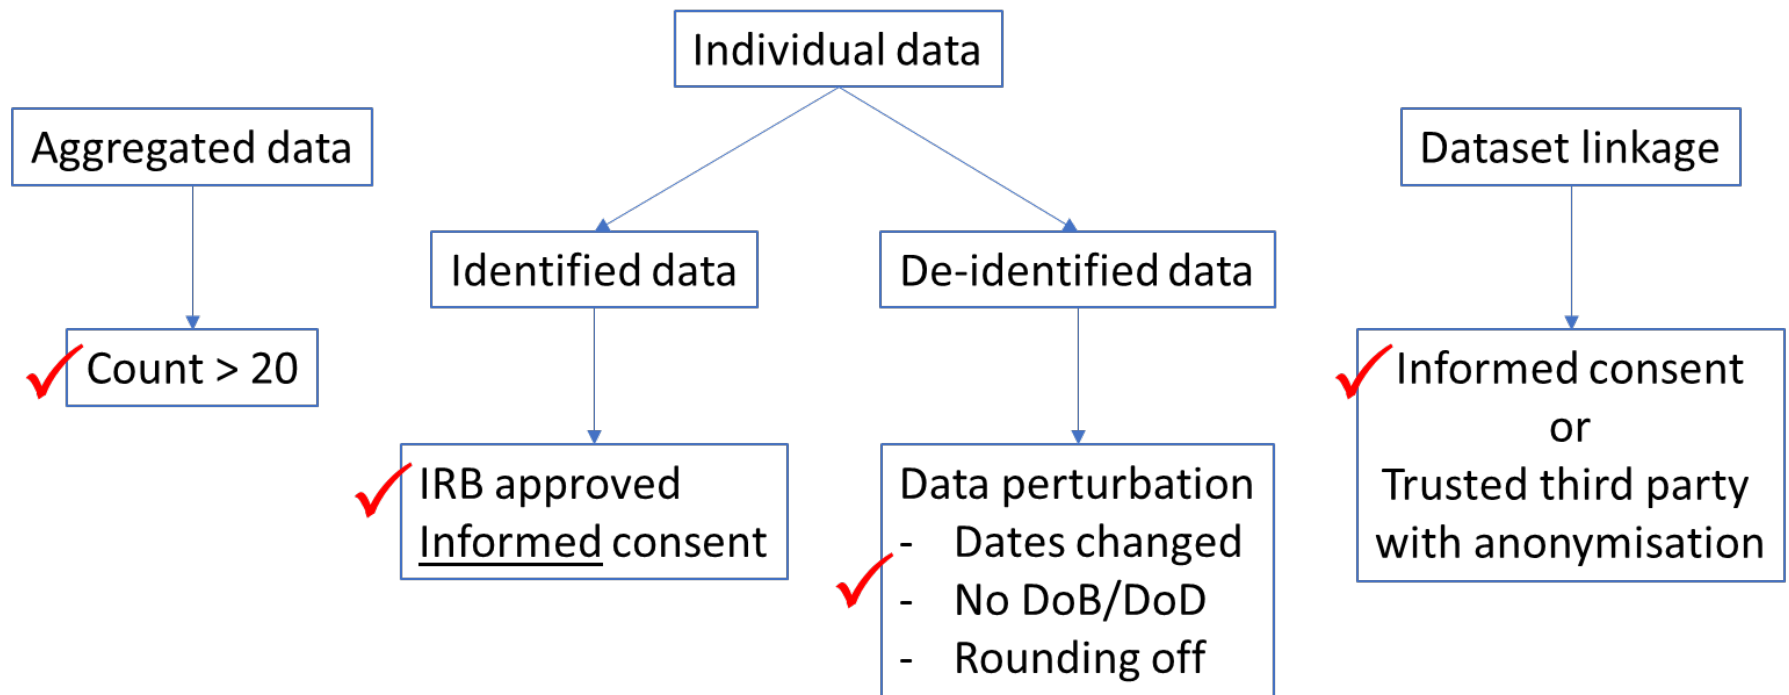 Individual data
Aggregated data
Dataset linkage
Identified data
De-identified data
Count > 20
Informed consent
or
Trusted third party
with anonymisation
IRB approved
Informed consent
Data perturbation
- Dates changed
- No DoB/DoD
- Rounding off